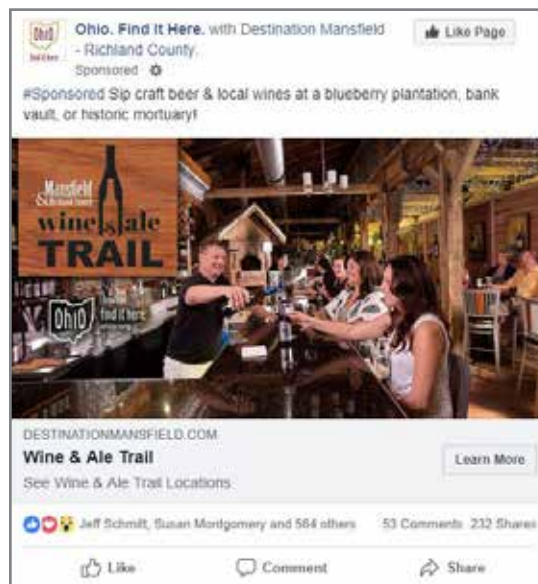 Ohio. Find It Here. with Destination Mansfield
Like Page
- Richland County.
Sponsored
#Sponsored Sip craft beer & local wines at a blueberry plantation, bank
vault, or historic mortuary!
Mansfield
wine & ale
TRAIL
OhiO
find it here.
DESTINATIONMANSFIELD.COM
Wine & Ale Trail
Learn More
See Wine & Ale Trail Locations
Jeff Schmitt, Susan Montgomery and 564 others
53 Comments 232 Shares
Like
Comment
Share